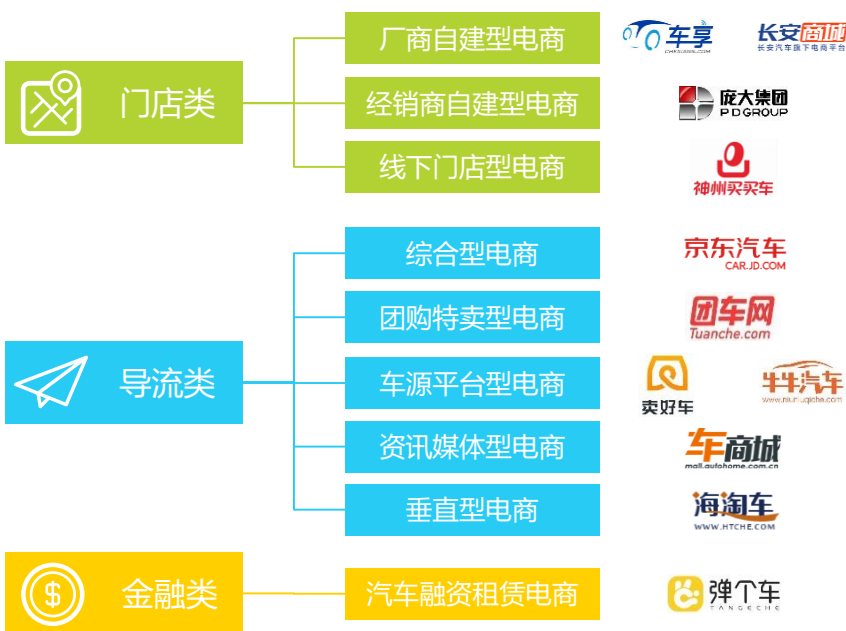 门店类
厂商自建型电商
车享
CHEXIANG.COM
长安商城
长安汽车旗下电商平台
经销商自建型电商
庞大集团
PDGROUP
线下门店型电商
神州买买车
导流类
综合型电商
京东汽车
CAR.JD.COM
团购特卖型电商
团车网
Tuanche.com
车源平台型电商
卖好车
牛牛汽车
www.niuniuqiche.com
资讯媒体型电商
车商城
mall.autohome.com.cn
垂直型电商
海淘车
WWW.HTCHE.COM
金融类
$
汽车融资租赁电商
弹个车
TANGECHE